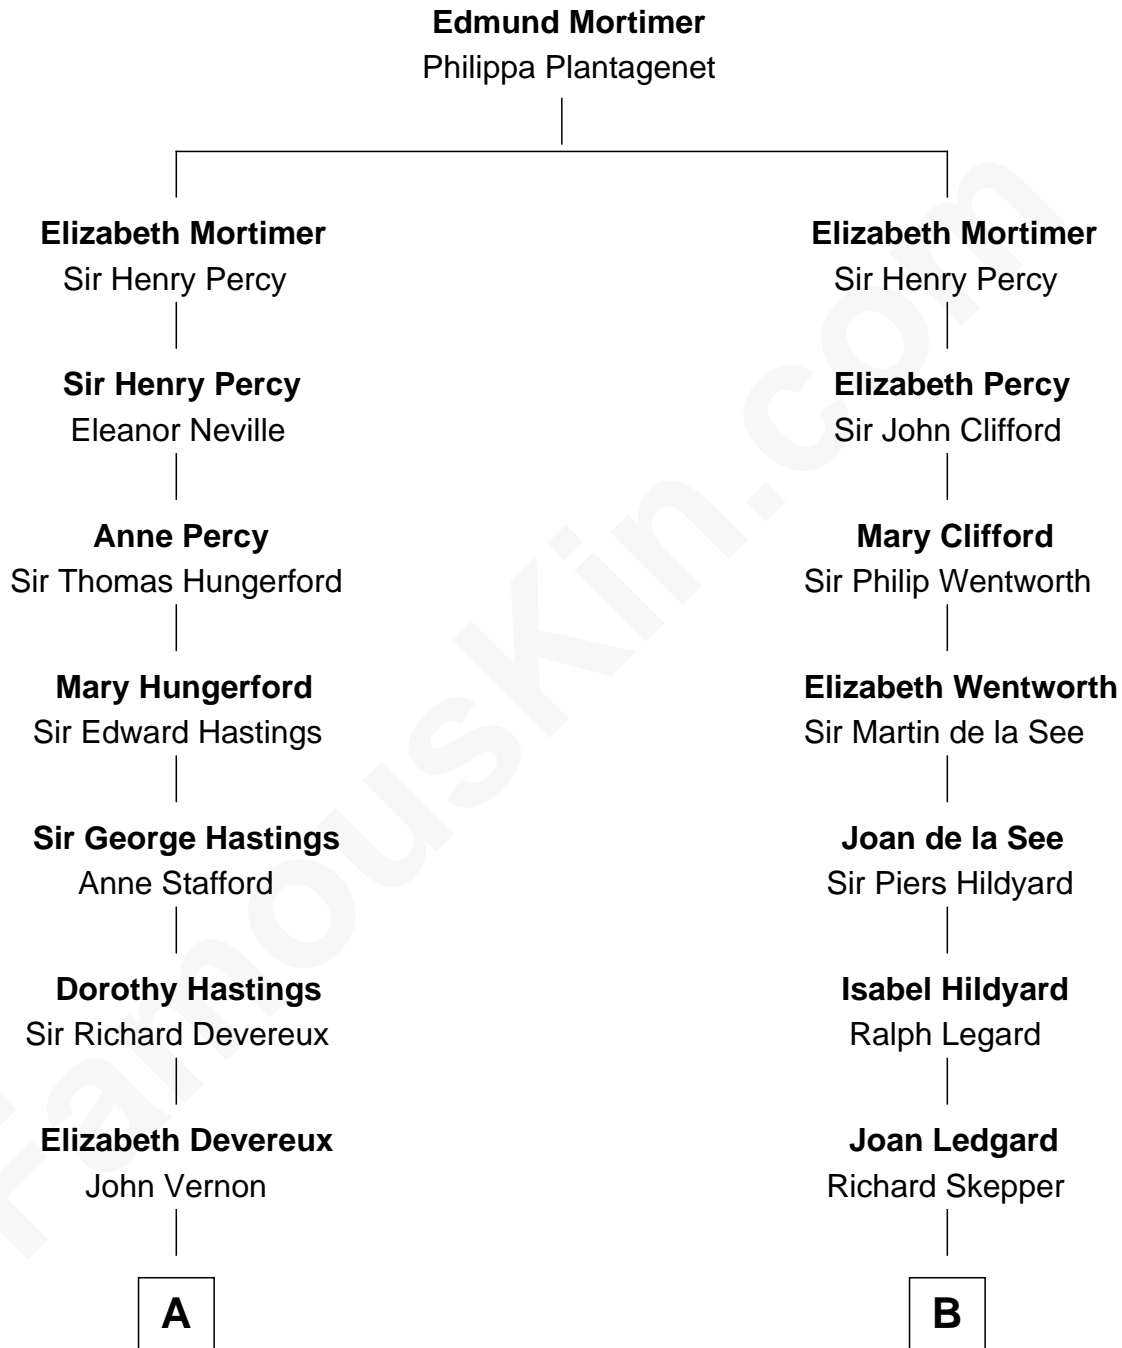 Edmund Mortimer
Philippa Plantagenet
Elizabeth Mortimer
Sir Henry Percy
Sir Henry Percy
Eleanor Neville
Anne Percy
Sir Thomas Hungerford
Mary Hungerford
Sir Edward Hastings
Sir George Hastings
Anne Stafford
Dorothy Hastings
Sir Richard Devereux
Elizabeth Devereux
John Vernon
A
Elizabeth Mortimer
Sir Henry Percy
Elizabeth Percy
Sir John Clifford
Mary Clifford
Sir Philip Wentworth
Elizabeth Wentworth
Sir Martin de la See
Joan de la See
Sir Piers Hildyard
Isabel Hildyard
Ralph Legard
Joan Ledgard
Richard Skepper
B
FamousKin.com